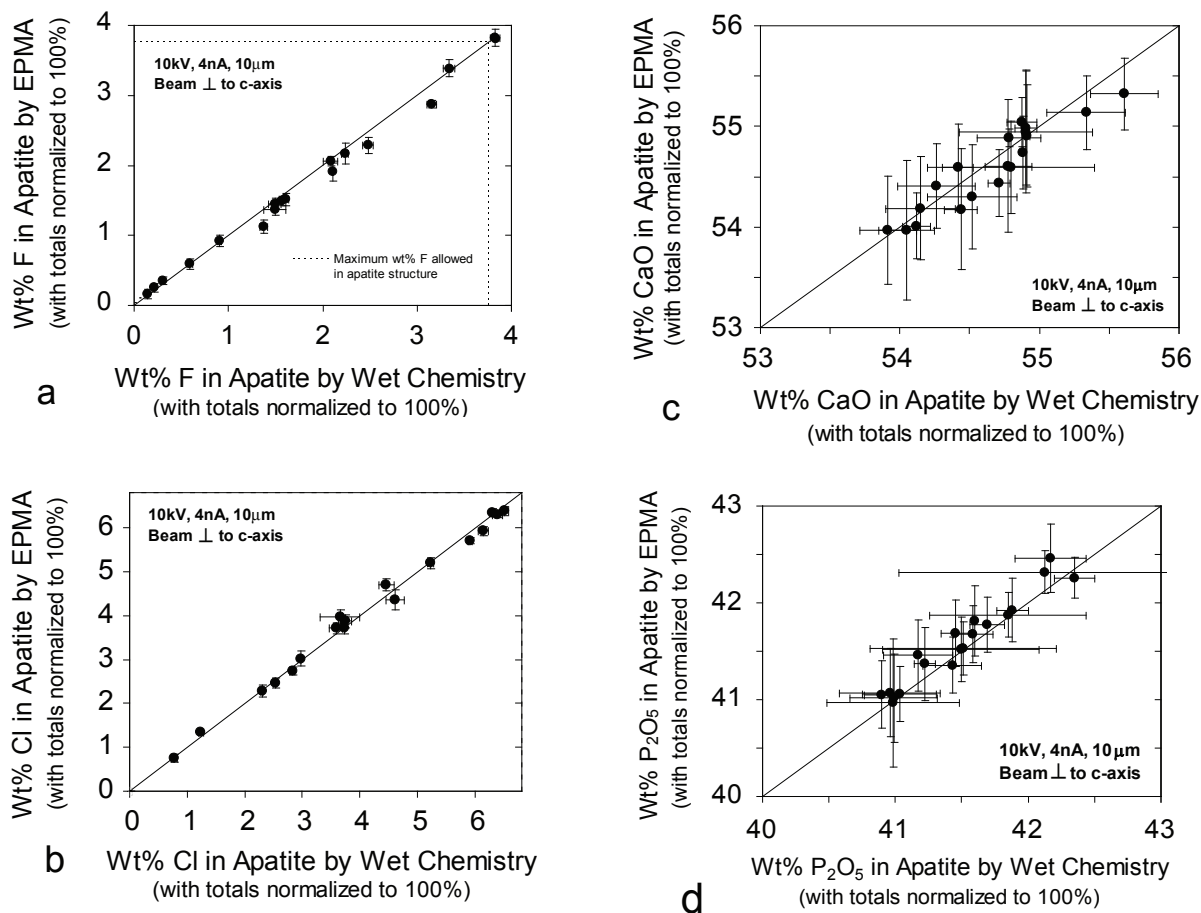 Wt% F in Apatite by EPMA
(with totals normalized to 100%)
4
3
2
1
0
10kV, 4nA, 10μm
Beam ⊥ to c-axis
Maximum wt% F allowed
in apatite structure
0 1 2 3 4
Wt% F in Apatite by Wet Chemistry
(with totals normalized to 100%)
a
Wt% CaO in Apatite by EPMA
(with totals normalized to 100%)
56
55
54
53
10kV, 4nA, 10μm
Beam ⊥ to c-axis
53 54 55 56
Wt% CaO in Apatite by Wet Chemistry
(with totals normalized to 100%)
c
Wt% Cl in Apatite by EPMA
(with totals normalized to 100%)
6
5
4
3
2
1
0
10kV, 4nA, 10μm
Beam ⊥ to c-axis
0 1 2 3 4 5 6
Wt% Cl in Apatite by Wet Chemistry
(with totals normalized to 100%)
b
Wt% P₂O₅ in Apatite by EPMA
(with totals normalized to 100%)
43
42
41
40
10kV, 4nA, 10μm
Beam ⊥ to c-axis
40 41 42 43
Wt% P₂O₅ in Apatite by Wet Chemistry
(with totals normalized to 100%)
d